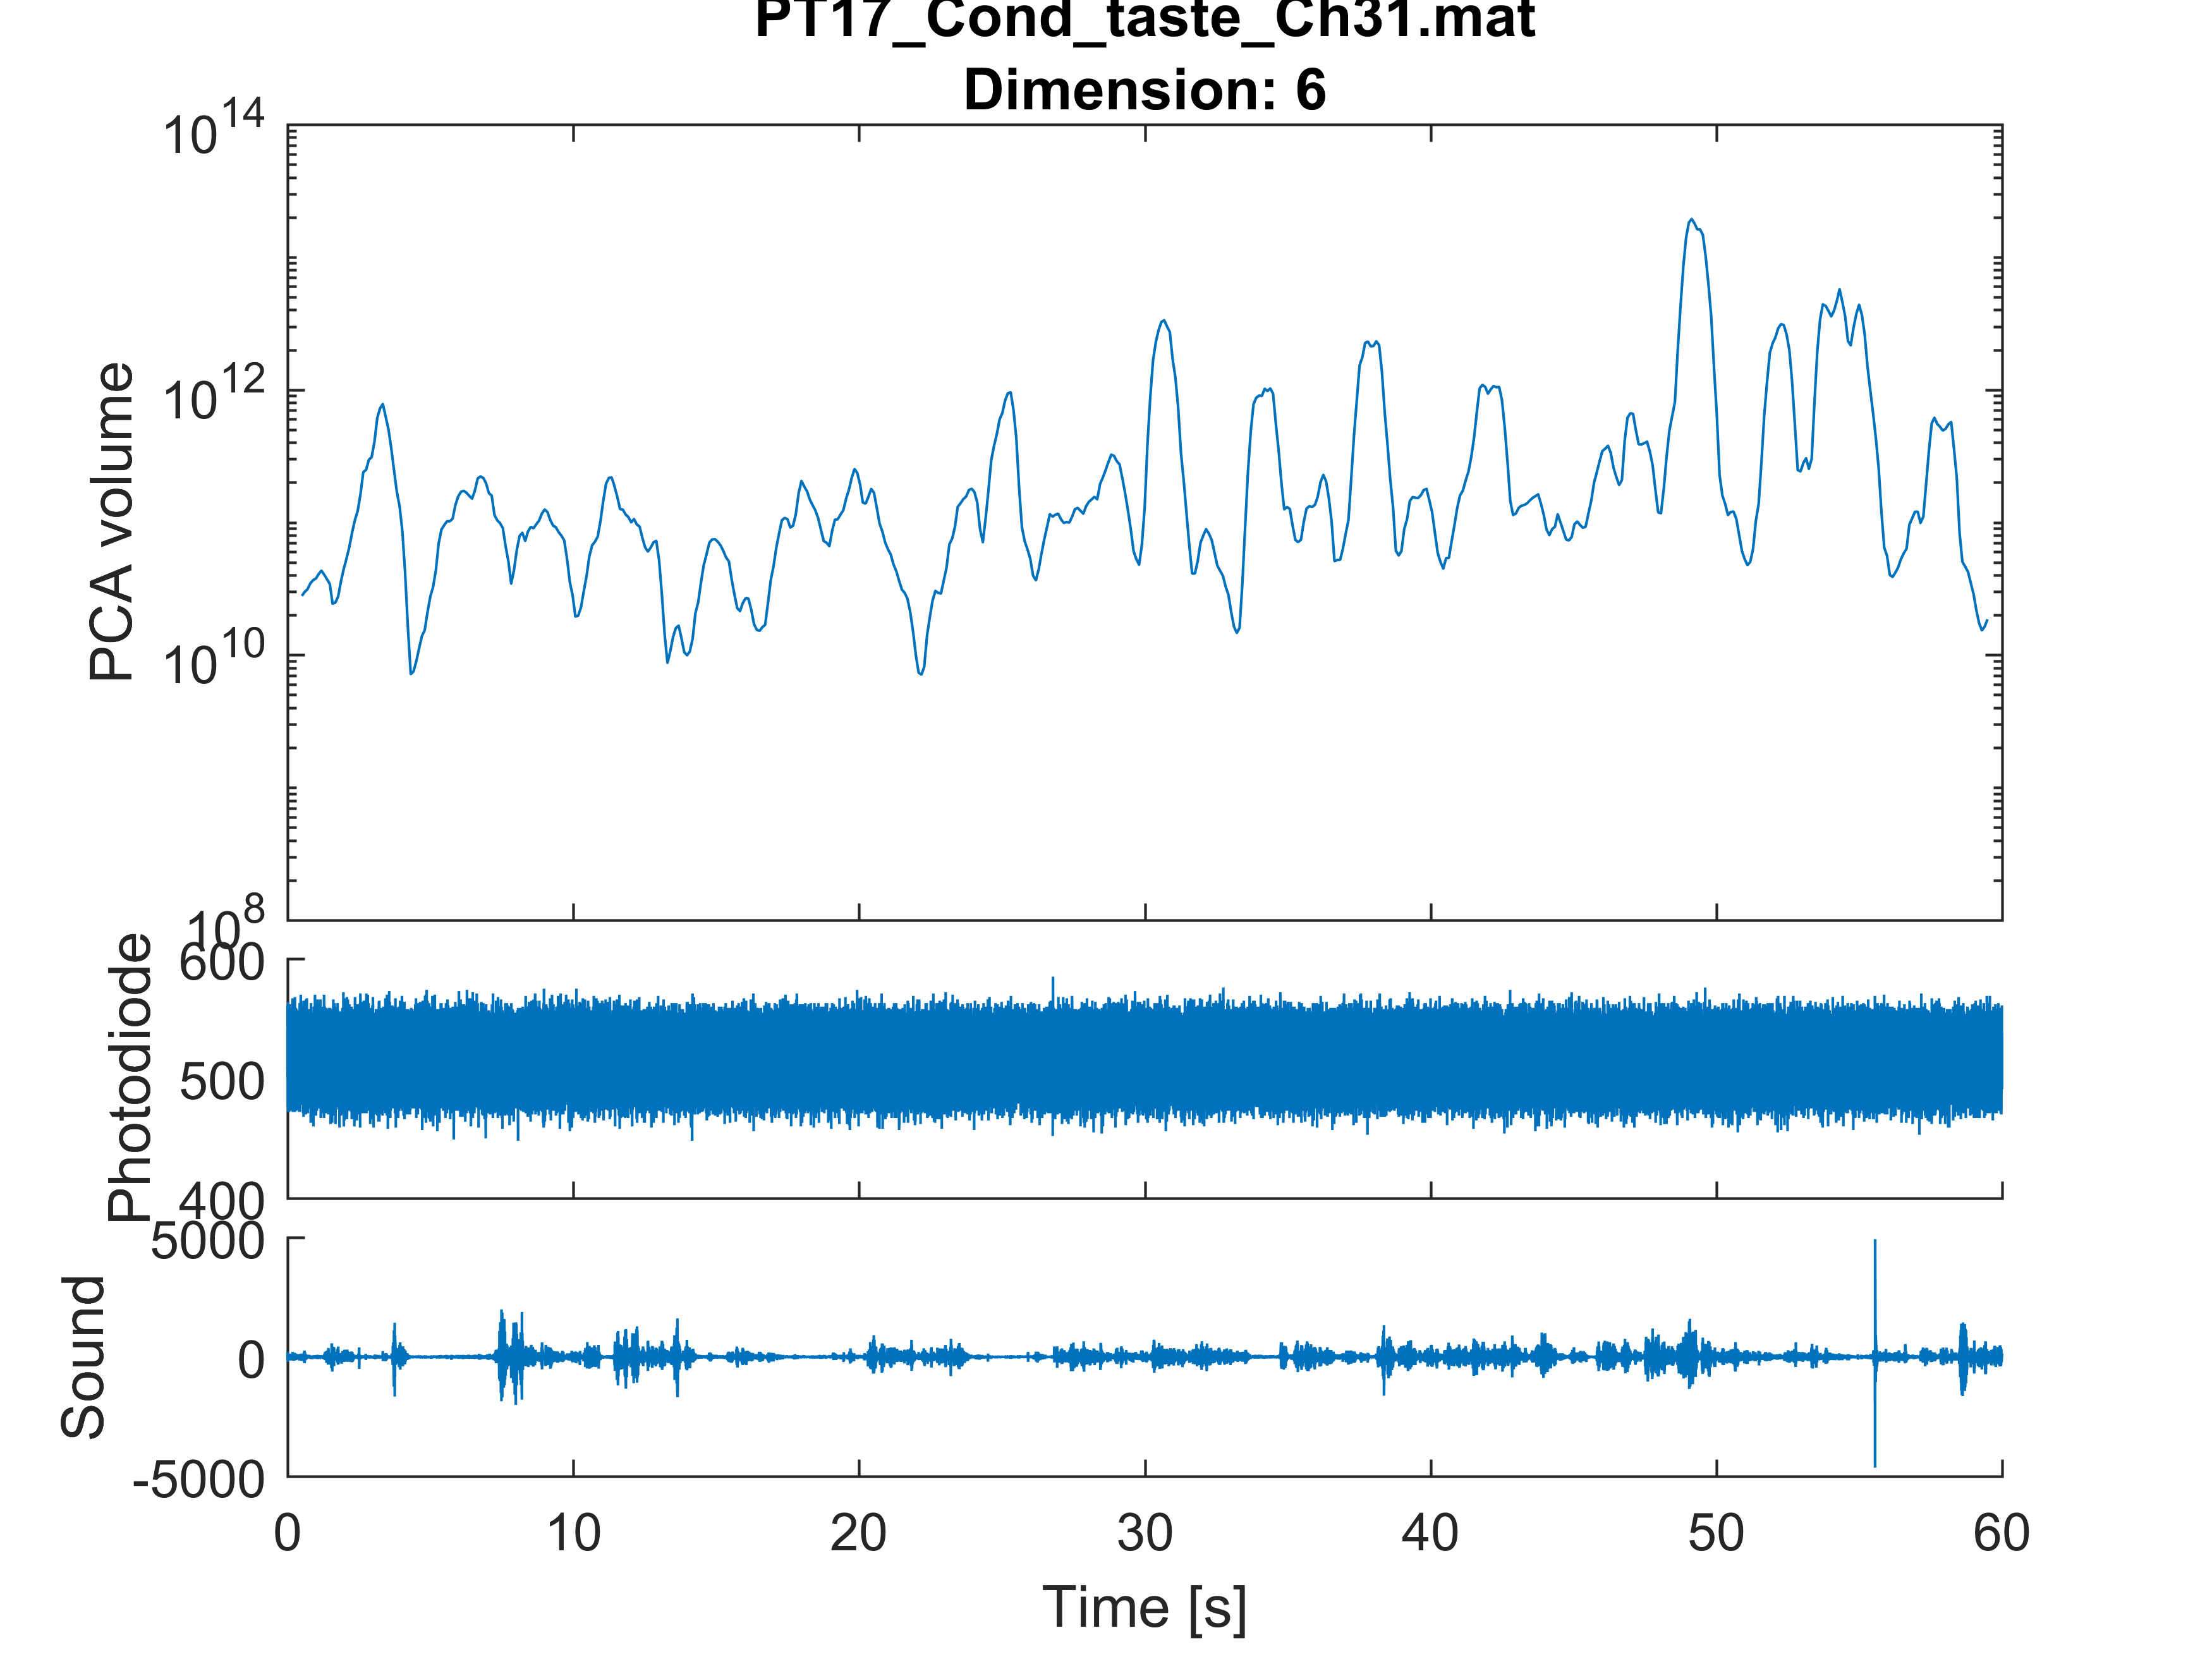 PT17_Cond_taste_Ch31.mat
Dimension: 6
PCA volume
10^14
10^12
10^10
10^8
Photodiode
600
500
400
Sound
5000
0
-5000
0 10 20 30 40 50 60
Time [s]